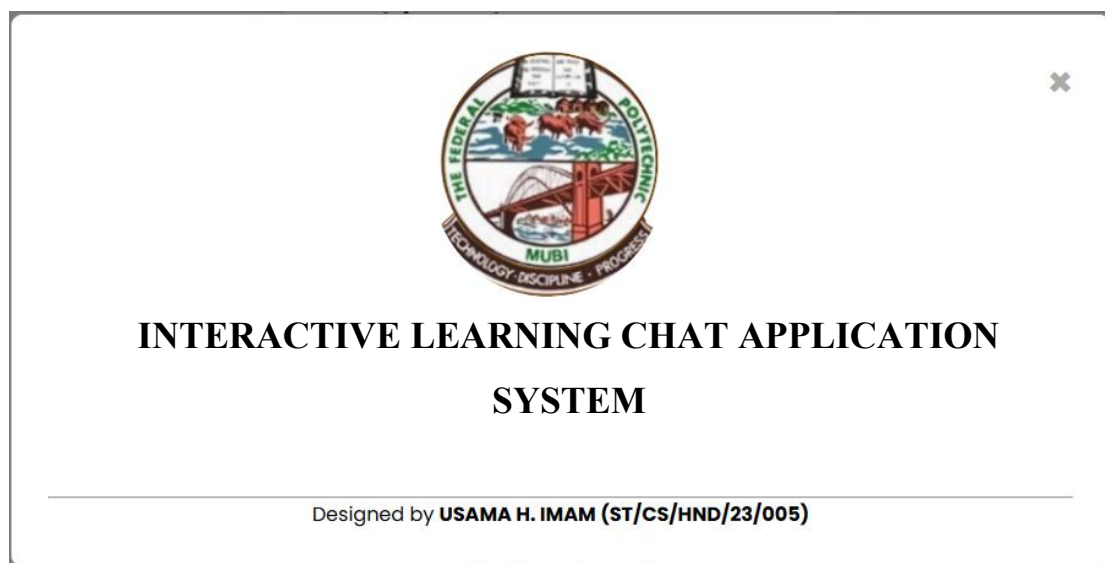 THE FEDERAL POLYTECHNIC
MUBI
TECHNOLOGY · DISCIPLINE · PROGRESS
INTERACTIVE LEARNING CHAT APPLICATION
SYSTEM
Designed by USAMA H. IMAM (ST/CS/HND/23/005)